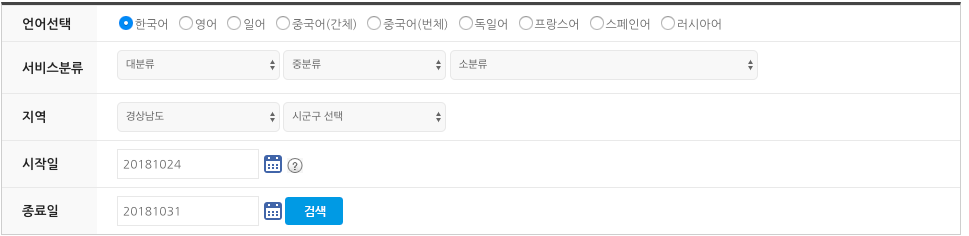 언어선택 한국어 영어 일어 중국어(간체) 중국어(번체) 독일어 프랑스어 스페인어 러시아어
서비스분류 대분류 중분류 소분류
지역 경상남도 시군구 선택
시작일 20181024 ?
종료일 20181031 검색